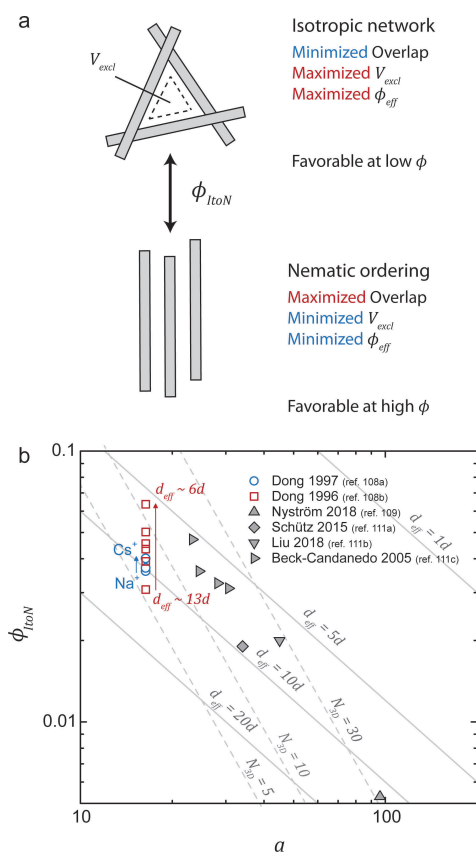 a
V_excl
Isotropic network
Minimized Overlap
Maximized V_excl
Maximized ϕ_eff
Favorable at low ϕ
ϕ_ItoN
Nematic ordering
Maximized Overlap
Minimized V_excl
Minimized ϕ_eff
Favorable at high ϕ
b
0.1
d_eff ~ 6d
Cs⁺
Na⁺
d_eff ~ 13d
Dong 1997 (ref. 108a)
Dong 1996 (ref. 108b)
Nyström 2018 (ref. 109)
Schütz 2015 (ref. 111a)
Liu 2018 (ref. 111b)
Beck-Candanedo 2005 (ref. 111c)
d_eff = 1d
d_eff = 5d
d_eff = 10d
d_eff = 20d
N_3D = 30
N_3D = 10
N_3D = 5
ϕ_ItoN
0.01
10
100
a